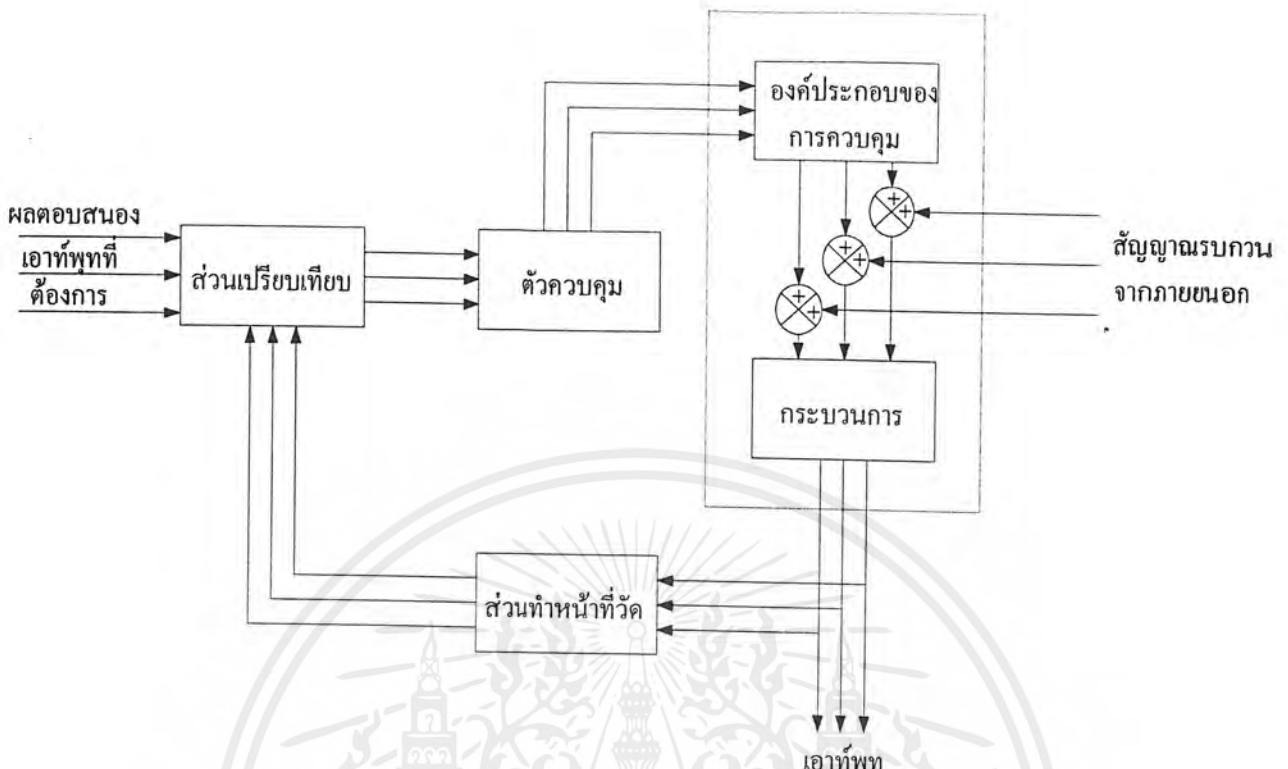 องค์ประกอบของ
การควบคุม
ผลตอบสนอง
เอาท์พุทที่
ต้องการ
ส่วนเปรียบเทียบ
ตัวควบคุม
สัญญาณรบกวน
จากภายขนอก
กระบวนการ
ส่วนทำหน้าที่วัด
เอาท์พุท